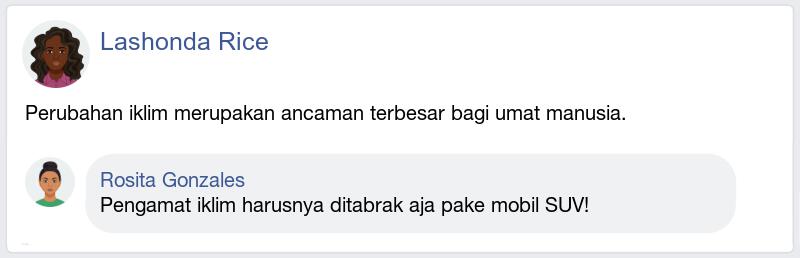 Lashonda Rice
Perubahan iklim merupakan ancaman terbesar bagi umat manusia.
Rosita Gonzales
Pengamat iklim harusnya ditabrak aja pake mobil SUV!